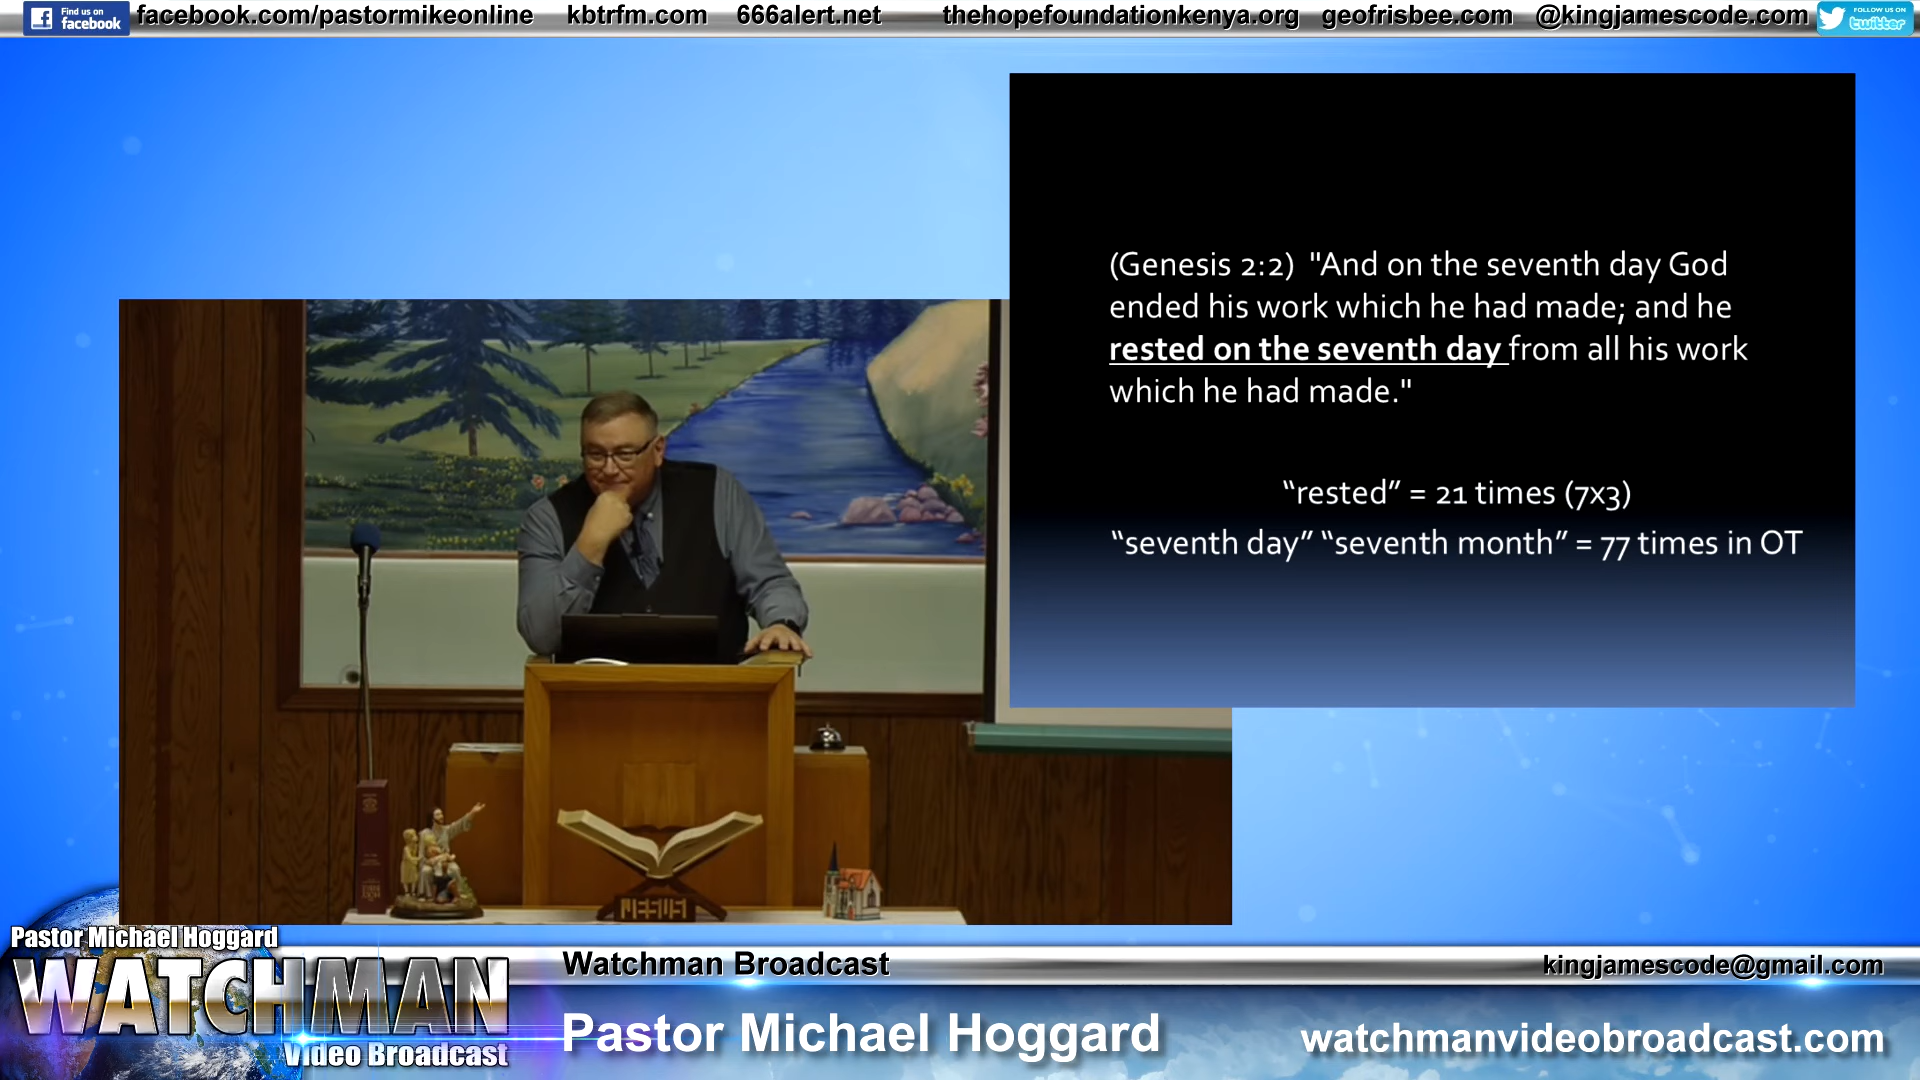 Find us on
facebook
facebook.com/pastormikeonline kbtrfm.com 666alert.net thehopefoundationkenya.org geofrisbee.com @kingjamescode.com
FOLLOW US ON
twitter
(Genesis 2:2) "And on the seventh day God
ended his work which he had made; and he
rested on the seventh day from all his work
which he had made."
“rested” = 21 times (7x3)
“seventh day” “seventh month” = 77 times in OT
Pastor Michael Hoggard
WATCHMAN
Video Broadcast
Watchman Broadcast
kingjamescode@gmail.com
Pastor Michael Hoggard
watchmanvideobroadcast.com